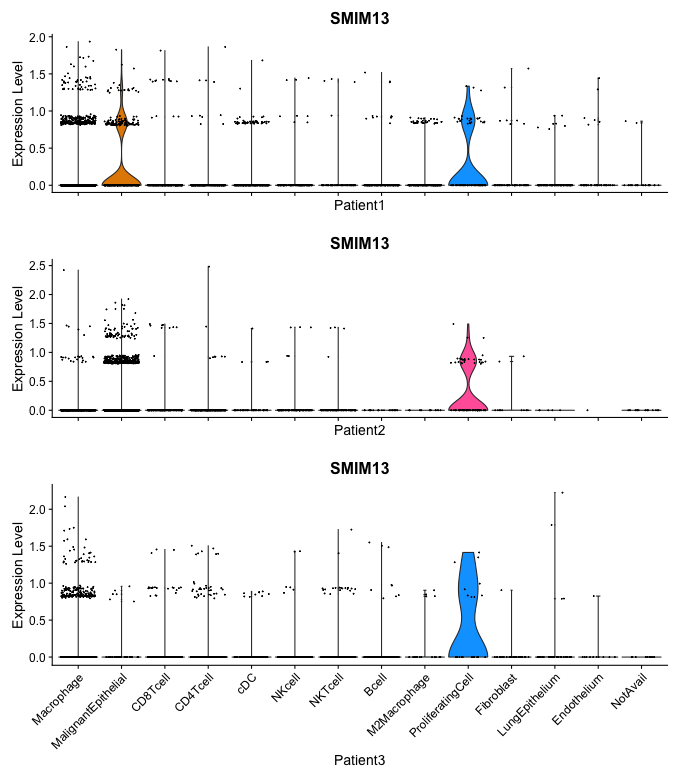 SMIM13
Expression Level
2.0
1.5
1.0
0.5
0.0
Patient1
SMIM13
Expression Level
2.5
2.0
1.5
1.0
0.5
0.0
Patient2
SMIM13
Expression Level
2.0
1.5
1.0
0.5
0.0
Macrophage
MalignantEpithelial
CD8Tcell
CD4Tcell
cDC
NKcell
NKTcell
Bcell
M2Macrophage
ProliferatingCell
Fibroblast
LungEpithelium
Endothelium
NotAvail
Patient3